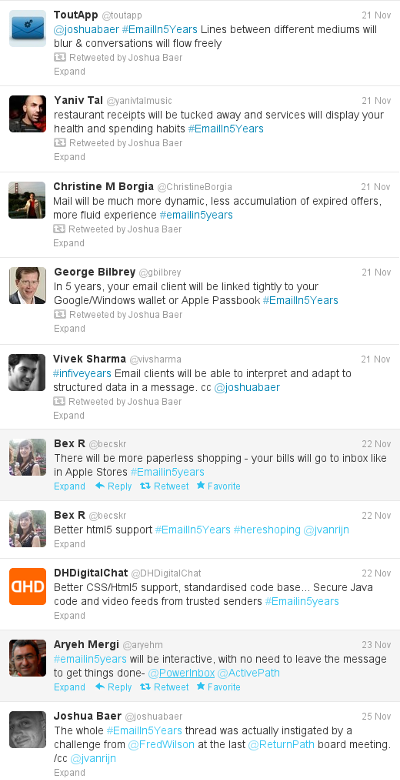 ToutApp @toutapp 21 Nov
@joshuabaer #EmailIn5Years Lines between different mediums will
blur & conversations will flow freely
Retweeted by Joshua Baer
Expand
Yaniv Tal @yanivtalmusic 21 Nov
restaurant receipts will be tucked away and services will display your
health and spending habits #EmailIn5Years
Retweeted by Joshua Baer
Expand
Christine M Borgia @ChristineBorgia 21 Nov
Mail will be much more dynamic, less accumulation of expired offers,
more fluid experience #emailin5years
Retweeted by Joshua Baer
Expand
George Bilbrey @gbilbrey 21 Nov
In 5 years, your email client will be linked tightly to your
Google/Windows wallet or Apple Passbook #EmailIn5Years
Retweeted by Joshua Baer
Expand
Vivek Sharma @vivsharma 21 Nov
#infiveyears Email clients will be able to interpret and adapt to
structured data in a message. cc @joshuabaer
Retweeted by Joshua Baer
Expand
Bex R @becskr 22 Nov
There will be more paperless shopping - your bills will go to inbox like
in Apple Stores #Emailin5years
Expand Reply Retweet Favorite
Bex R @becskr 22 Nov
Better html5 support #EmailIn5Years #hereshoping @jvanrijn
Expand
DHD
DHDigitalChat @DHDigitalChat 22 Nov
Better CSS/Html5 support, standardised code base... Secure Java
code and video feeds from trusted senders #Emailin5years
Expand
Aryeh Mergi @aryehm 23 Nov
#emailin5years will be interactive, with no need to leave the message
to get things done- @PowerInbox @ActivePath
Expand Reply Retweet Favorite
Joshua Baer @joshuabaer 25 Nov
The whole #EmailIn5Years thread was actually instigated by a
challenge from @FredWilson at the last @ReturnPath board meeting.
/cc @jvanrijn
Expand